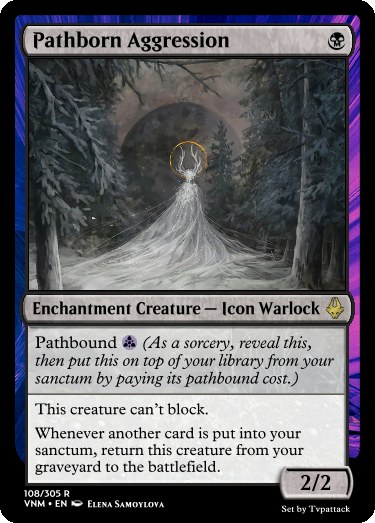 Pathborn Aggression
Enchantment Creature — Icon Warlock
Pathbound (As a sorcery, reveal this,
then put this on top of your library from your
sanctum by paying its pathbound cost.)
This creature can't block.
Whenever another card is put into your
sanctum, return this creature from your
graveyard to the battlefield.
2/2
108/305 R
VNM • EN Elena Samoylova
Set by Tvpattack